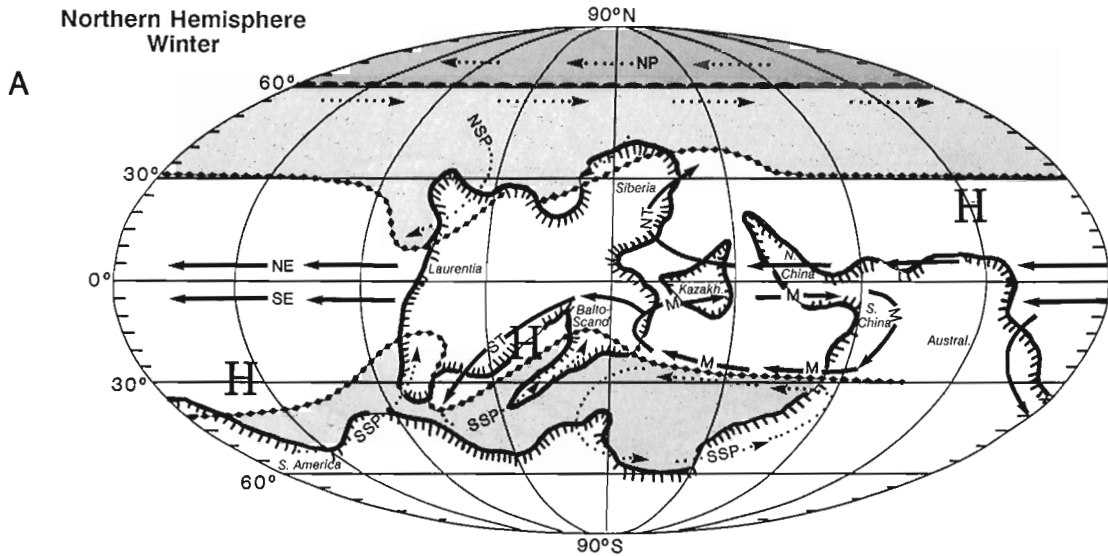 Northern Hemisphere
Winter
A
90°N
NP
60°
NSP
30°
Siberia
H
NT
NE
Laurentia
N.
China
0°
SE
Kazakh.
M
M
S.
China
M
Balto-
Scand
ST
H
Austral.
M
M
H
30°
SSP
SSP
SSP
S. America
60°
90°S